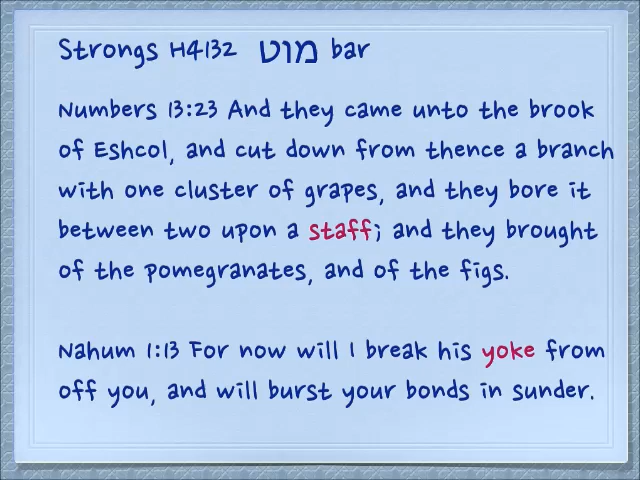 Strongs H4132 מוט bar
Numbers 13:23 And they came unto the brook
of Eshcol, and cut down from thence a branch
with one cluster of grapes, and they bore it
between two upon a staff; and they brought
of the pomegranates, and of the figs.
Nahum 1:13 For now will I break his yoke from
off you, and will burst your bonds in sunder.